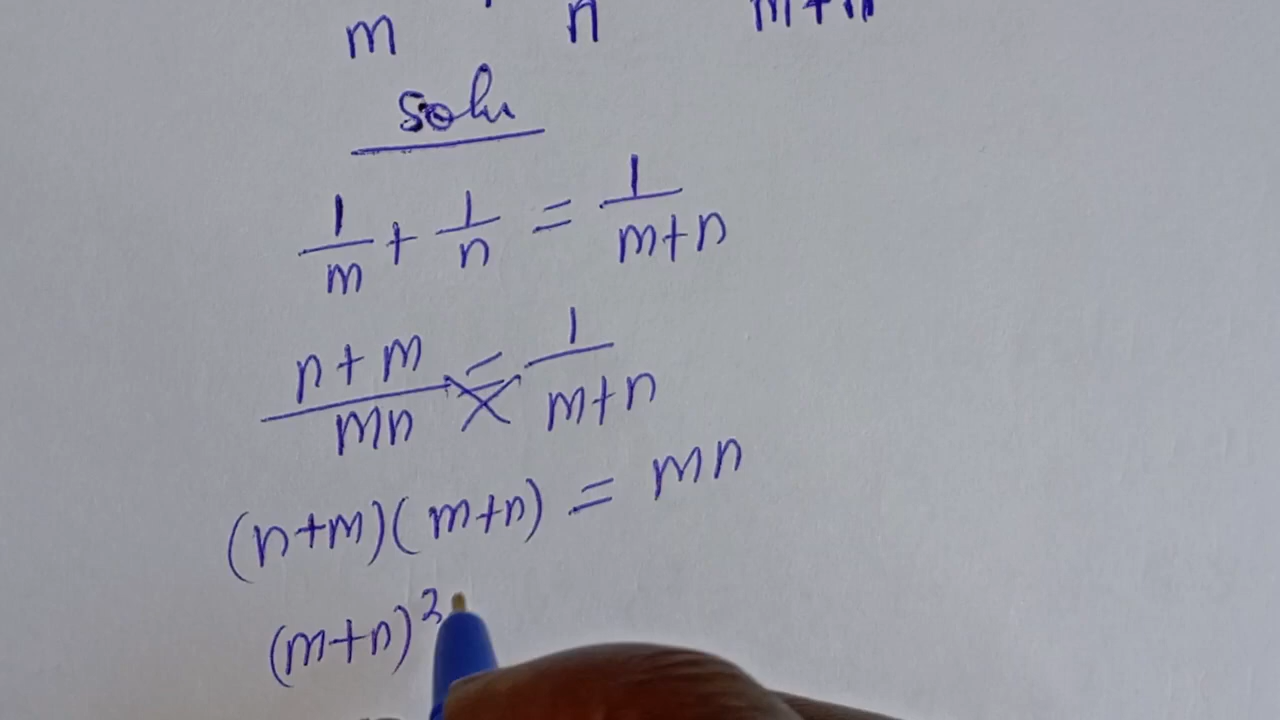 m n m+n
Soln
1/m + 1/n = 1/(m+n)
(n+m)/mn = 1/(m+n)
(n+m)(m+n) = mn
(m+n)²